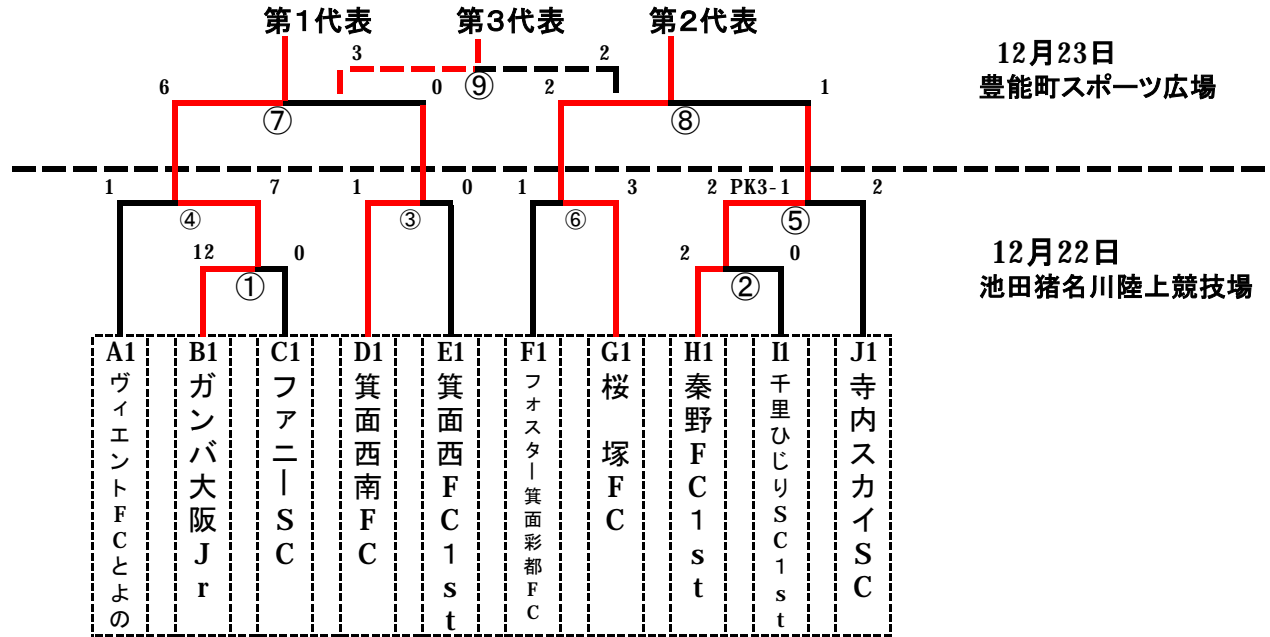 第1代表 第3代表 第2代表
3 2
12月23日
6 0 2 1
⑨
豊能町スポーツ広場
⑦ ⑧
1 7 1 0 1 3 2 PK3-1 2
④ ③ ⑥ ⑤
12 0 2 0
12月22日
① ②
池田猪名川陸上競技場
A1 ヴィエントFCとよの
B1 ガンバ大阪Jr
C1 ファニーSC
D1 箕面西南FC
E1 箕面西FC1st
F1 フォスター箕面彩都FC
G1 桜 塚FC
H1 秦野FC1st
I1 千里ひじりSC1st
J1 寺内スカイSC